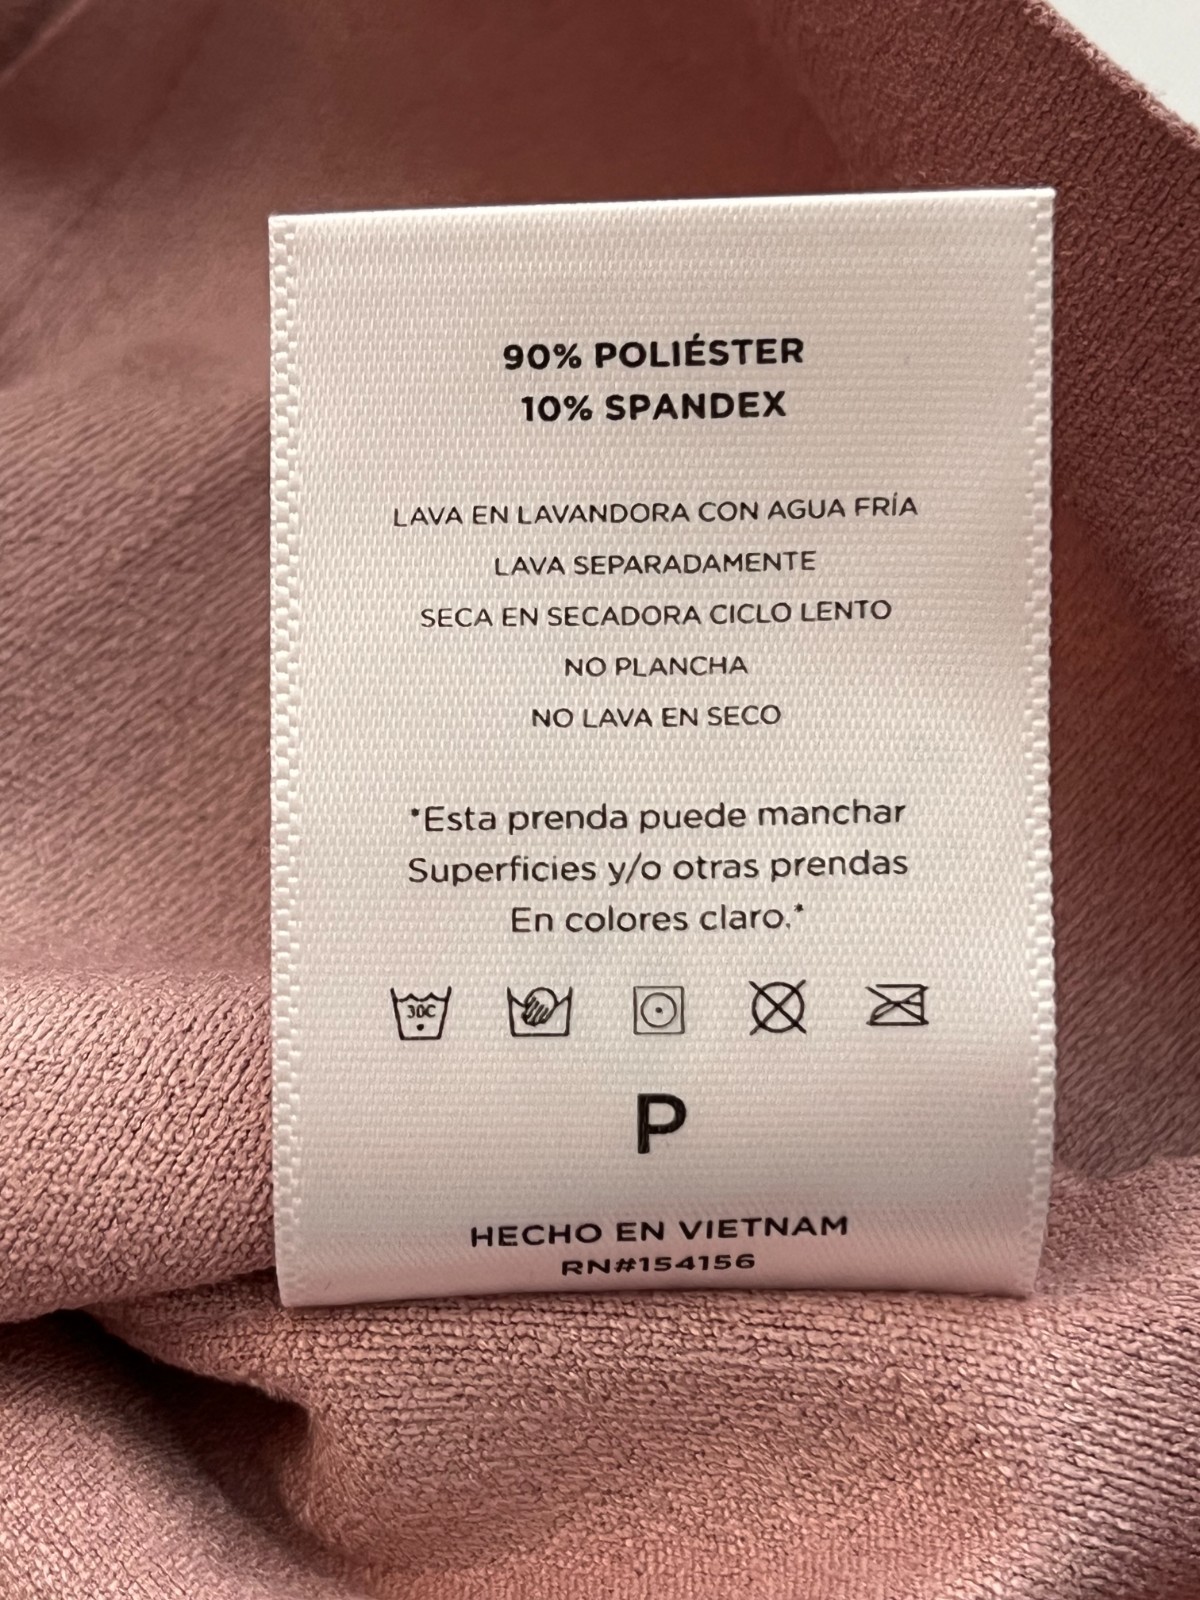 90% POLIÉSTER
10% SPANDEX
LAVA EN LAVANDORA CON AGUA FRÍA
LAVA SEPARADAMENTE
SECA EN SECADORA CICLO LENTO
NO PLANCHA
NO LAVA EN SECO
*Esta prenda puede manchar
Superficies y/o otras prendas
En colores claro.*
30C
P
HECHO EN VIETNAM
RN#154156